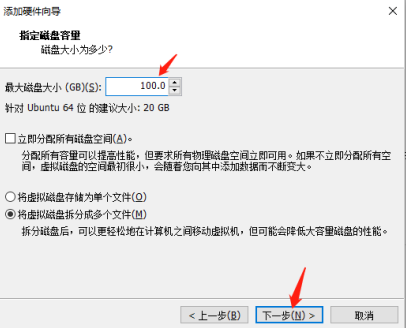 添加硬件向导
指定磁盘容量
磁盘大小为多少?
最大磁盘大小 (GB)(S): 100.0
针对 Ubuntu 64 位 的建议大小: 20 GB
立即分配所有磁盘空间(A)。
分配所有容量可以提高性能，但要求所有物理磁盘空间立即可用。如果不立即分配所有空
间，虚拟磁盘的空间最初很小，会随着您向其中添加数据而不断变大。
将虚拟磁盘存储为单个文件(O)
将虚拟磁盘拆分成多个文件(M)
拆分磁盘后，可以更轻松地在计算机之间移动虚拟机，但可能会降低大容量磁盘的性能。
< 上一步(B) 下一步(N) > 取消